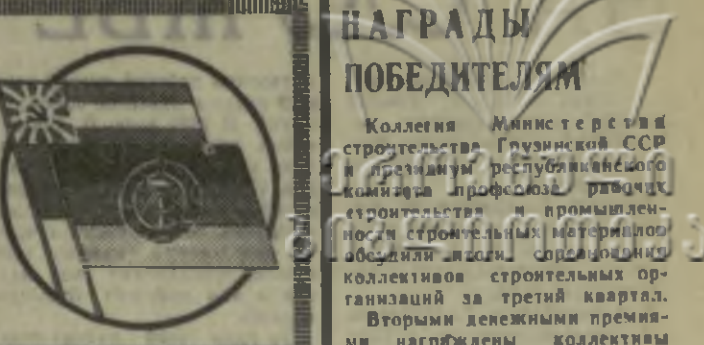 НАГРАДЫ
ПОБЕДИТЕЛЯМ
Коллегия Министерства
строительства Грузинской ССР
и президиум республиканского
комитета профсоюза рабочих
строительства и промышлен-
ности строительных материалов
обсудили итоги соревнования
коллективов строительных ор-
ганизаций за третий квартал.
Вторыми денежными премия-
ми награждены коллективы